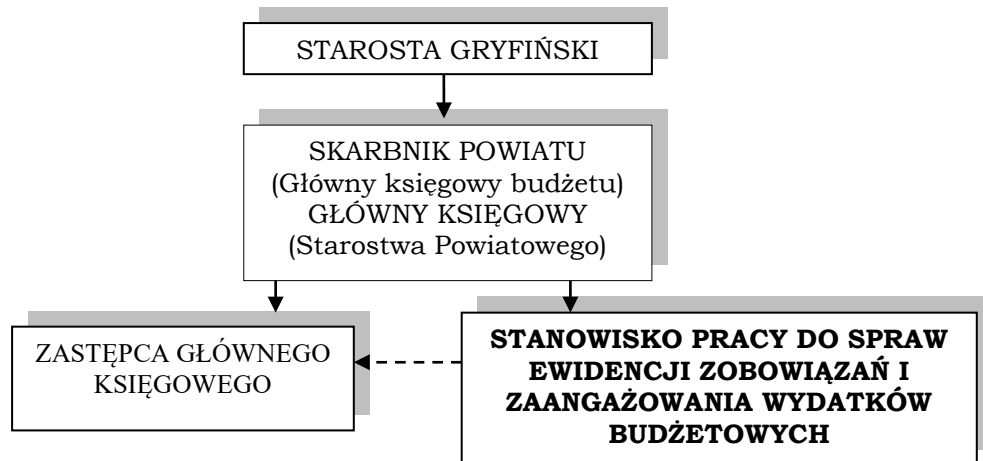 STAROSTA GRYFIŃSKI
SKARBNIK POWIATU
(Główny księgowy budżetu)
GŁÓWNY KSIĘGOWY
(Starostwa Powiatowego)
ZASTĘPCA GŁÓWNEGO
KSIĘGOWEGO
STANOWISKO PRACY DO SPRAW
EWIDENCJI ZOBOWIĄZAŃ I
ZAANGAŻOWANIA WYDATKÓW
BUDŻETOWYCH